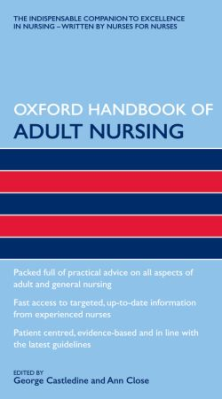 THE INDISPENSABLE COMPANION TO EXCELLENCE
IN NURSING – WRITTEN BY NURSES FOR NURSES
OXFORD HANDBOOK OF
ADULT NURSING
Packed full of practical advice on all aspects of
adult and general nursing
Fast access to targeted, up-to-date information
from experienced nurses
Patient centred, evidence-based and in line with
the latest guidelines
EDITED BY
George Castledine and Ann Close